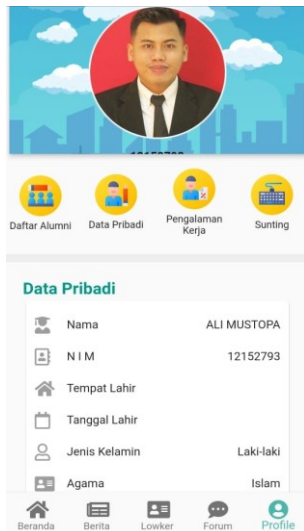 Daftar Alumni
Data Pribadi
Pengalaman
Kerja
Sunting
Data Pribadi
Nama ALI MUSTOPA
N I M 12152793
Tempat Lahir
Tanggal Lahir
Jenis Kelamin Laki-laki
Agama Islam
Beranda Berita Lowker Forum Profile